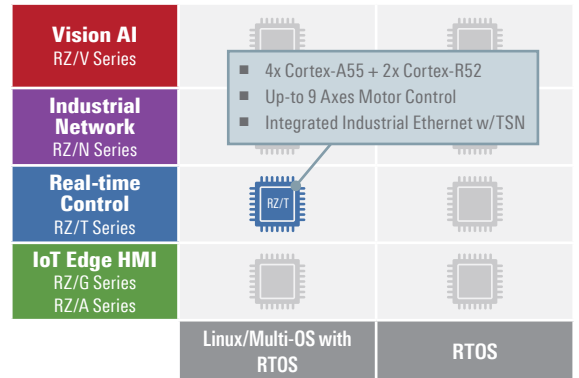 Vision AI
RZ/V Series
■ 4x Cortex-A55 + 2x Cortex-R52
■ Up-to 9 Axes Motor Control
■ Integrated Industrial Ethernet w/TSN
Industrial
Network
RZ/N Series
Real-time
Control
RZ/T Series
RZ/T
IoT Edge HMI
RZ/G Series
RZ/A Series
Linux/Multi-OS with
RTOS
RTOS